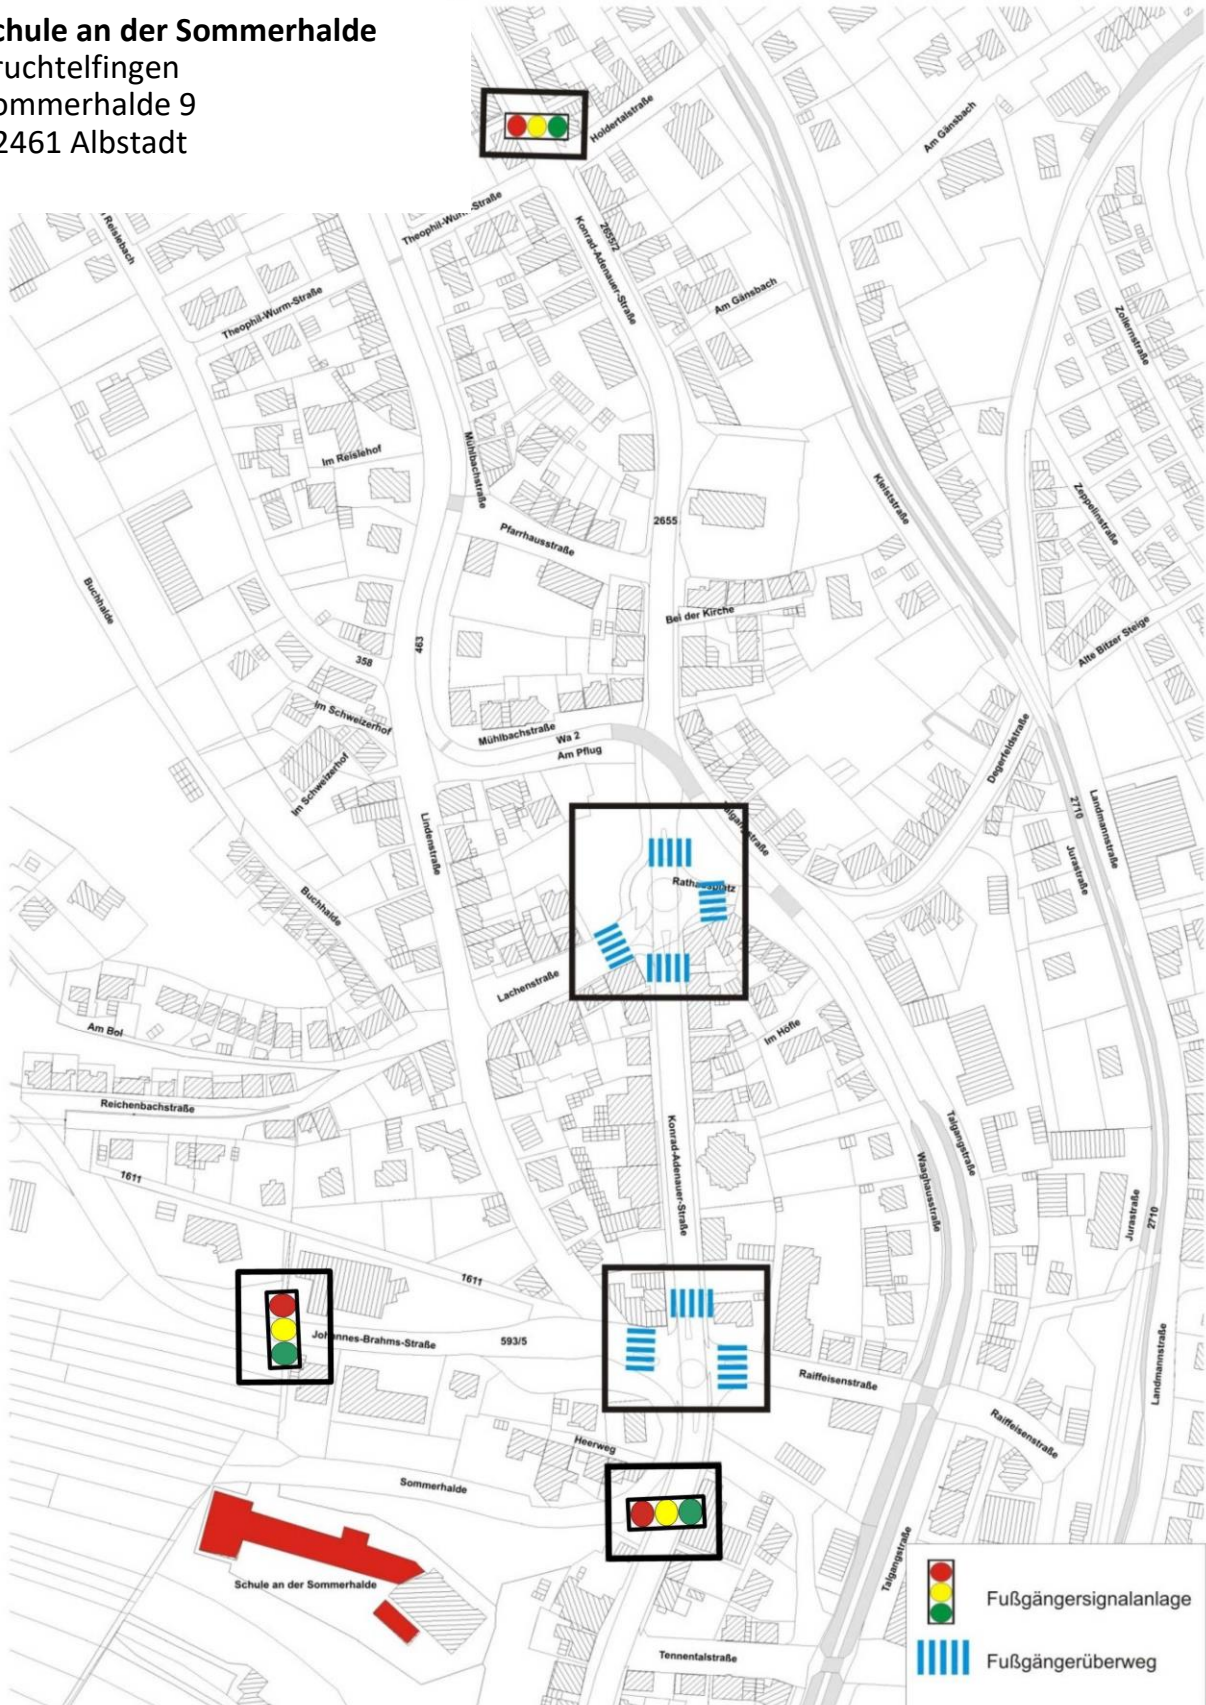 chule an der Sommerhalde
ruchtelfingen
ommerhalde 9
2461 Albstadt
Holdertalstraße
Am Gänsbach
Reislebach
Theophil-Wurm-Straße
2655/2
Konrad-Adenauer-Straße
Theophil-Wurm-Straße
Am Gänsbach
Zollernstraße
Im Reislehof
Mühlbachstraße
Kleiststraße
Zeppelinstraße
2655
Pfarrhausstraße
Buchhalde
Bei der Kirche
Alte Bitzer Steige
463
358
Im Schweizerhof
Mühlbachstraße
Wa 2
Am Pflug
Degerfeldstraße
Im Schweizerhof
Lindenstraße
Talgangstraße
2710
Landmannstraße
Jurastraße
Rathausplatz
Buchhalde
Lachenstraße
Am Bol
Im Höfle
Reichenbachstraße
Konrad-Adenauer-Straße
Talgangstraße
1611
Waaghausstraße
Jurastraße
2710
1611
Johannes-Brahms-Straße
593/5
Raiffeisenstraße
Landmannstraße
Raiffeisenstraße
Heerweg
Sommerhalde
Talgangstraße
Schule an der Sommerhalde
Tennentalstraße
Fußgängersignalanlage
Fußgängerüberweg